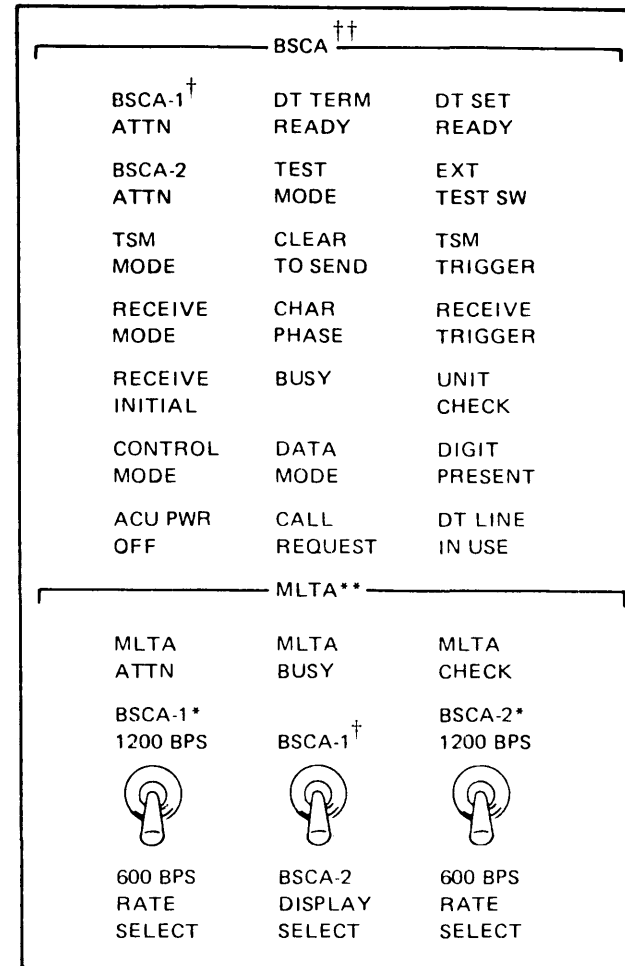 BSCA ††
BSCA-1† DT TERM DT SET
ATTN READY READY
BSCA-2 TEST EXT
ATTN MODE TEST SW
TSM CLEAR TSM
MODE TO SEND TRIGGER
RECEIVE CHAR RECEIVE
MODE PHASE TRIGGER
RECEIVE BUSY UNIT
INITIAL CHECK
CONTROL DATA DIGIT
MODE MODE PRESENT
ACU PWR CALL DT LINE
OFF REQUEST IN USE
MLTA**
MLTA MLTA MLTA
ATTN BUSY CHECK
BSCA-1* BSCA-2*
1200 BPS BSCA-1† 1200 BPS
600 BPS BSCA-2 600 BPS
RATE DISPLAY RATE
SELECT SELECT SELECT